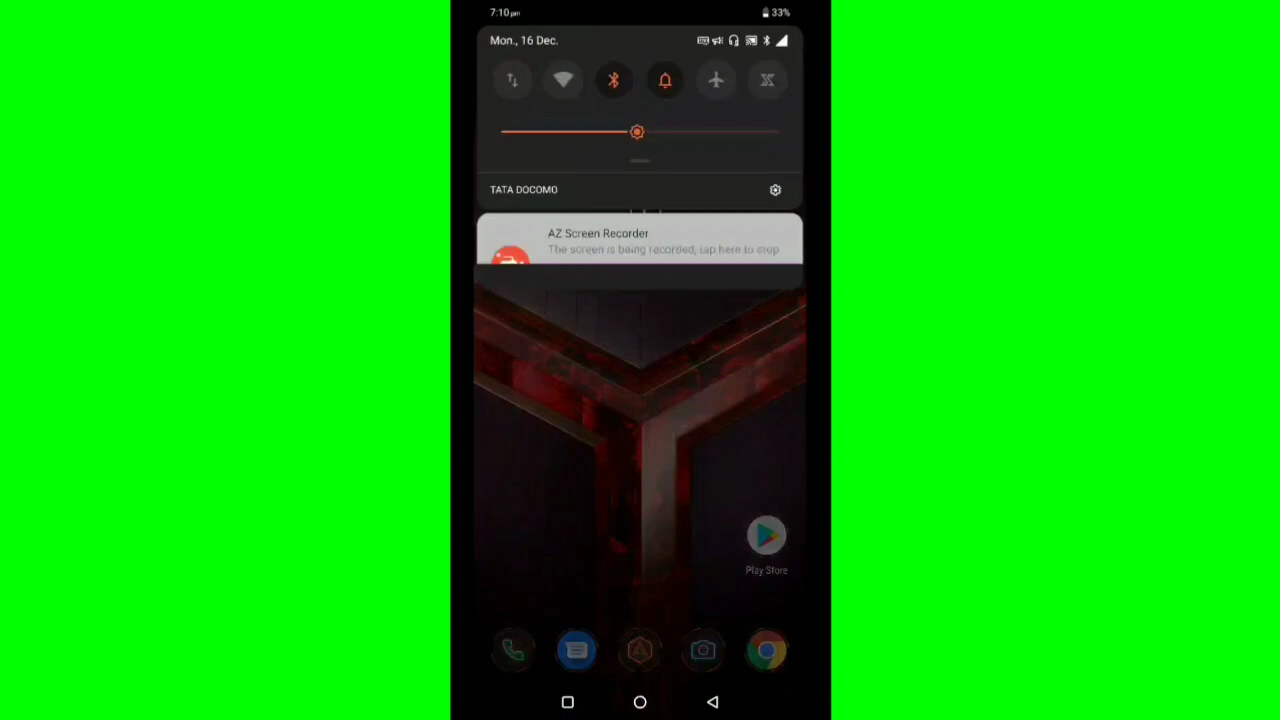 7:10 pm
33%
Mon., 16 Dec.
TATA DOCOMO
AZ Screen Recorder
The screen is being recorded, tap here to stop
Play Store